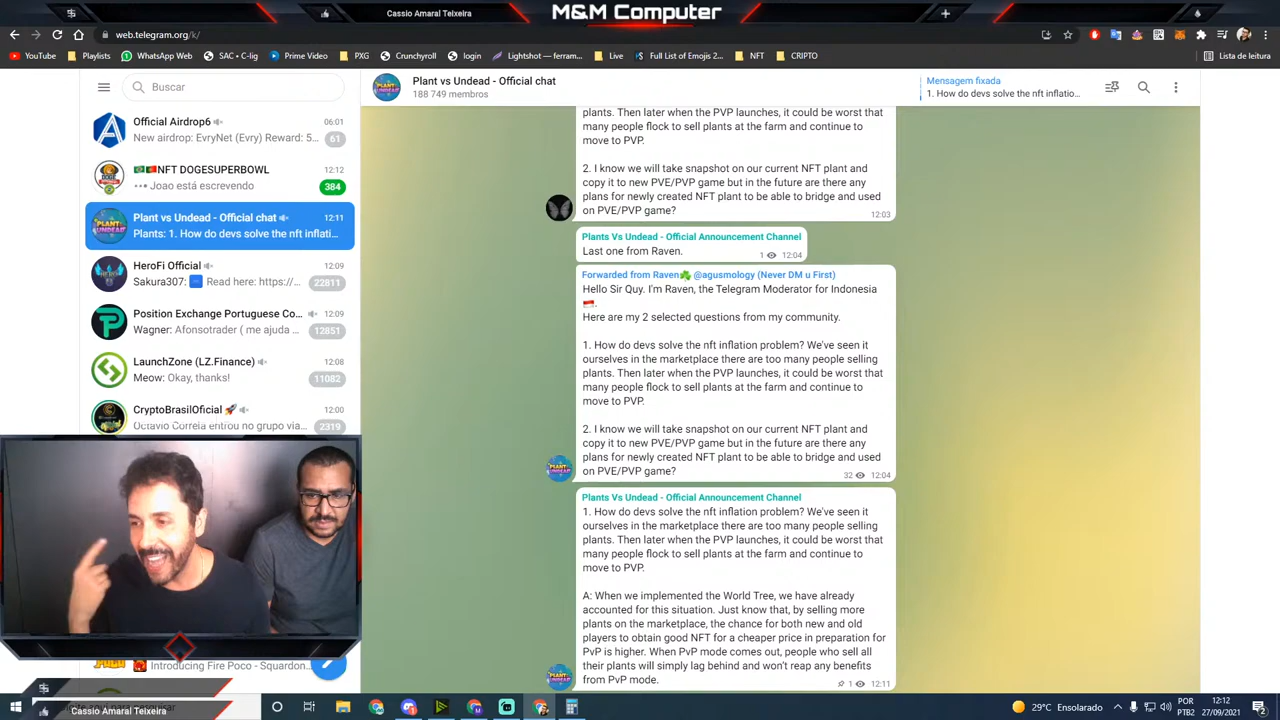 Cassio Amaral Teixeira
M&M Computer
web.telegram.org/k/
YouTube
Playlists
WhatsApp Web
SAC • C-lig
Prime Video
PXG
Crunchyroll
login
Lightshot — ferram...
Live
Full List of Emojis 2...
NFT
CRIPTO
Lista de leitura
Buscar
Official Airdrop6
06:01
New airdrop: EvryNet (Evry) Reward: 5...
61
NFT DOGESUPERBOWL
12:12
Joao está escrevendo
384
Plant vs Undead - Official chat
12:11
Plants: 1. How do devs solve the nft inflati...
HeroFi Official
12:09
Sakura307: Read here: https://...
22811
Position Exchange Portuguese Co...
12:09
Wagner: Afonsotrader ( me ajuda ...
12851
LaunchZone (LZ.Finance)
12:08
Meow: Okay, thanks!
11082
CryptoBrasilOficial
12:00
Octavio Correia entrou no grupo via...
2319
Introducing Fire Poco - Squardon...
Plant vs Undead - Official chat
188 749 membros
Mensagem fixada
1. How do devs solve the nft inflatio...
plants. Then later when the PVP launches, it could be worst that
many people flock to sell plants at the farm and continue to
move to PVP.
2. I know we will take snapshot on our current NFT plant and
copy it to new PVE/PVP game but in the future are there any
plans for newly created NFT plant to be able to bridge and used
on PVE/PVP game?
12:03
Plants Vs Undead - Official Announcement Channel
Last one from Raven.
1 12:04
Forwarded from Raven☘ @agusmology (Never DM u First)
Hello Sir Quy. I'm Raven, the Telegram Moderator for Indonesia
.
Here are my 2 selected questions from my community.
1. How do devs solve the nft inflation problem? We've seen it
ourselves in the marketplace there are too many people selling
plants. Then later when the PVP launches, it could be worst that
many people flock to sell plants at the farm and continue to
move to PVP.
2. I know we will take snapshot on our current NFT plant and
copy it to new PVE/PVP game but in the future are there any
plans for newly created NFT plant to be able to bridge and used
on PVE/PVP game?
32 12:04
Plants Vs Undead - Official Announcement Channel
1. How do devs solve the nft inflation problem? We've seen it
ourselves in the marketplace there are too many people selling
plants. Then later when the PVP launches, it could be worst that
many people flock to sell plants at the farm and continue to
move to PVP.
A: When we implemented the World Tree, we have already
accounted for this situation. Just know that, by selling more
plants on the marketplace, the chance for both new and old
players to obtain good NFT for a cheaper price in preparation for
PvP is higher. When PvP mode comes out, people who sell all
their plants will simply lag behind and won't reap any benefits
from PvP mode.
1 12:11
Cassio Amaral Teixeira
29°C Ensolarado
POR
PTB2
12:12
27/09/2021